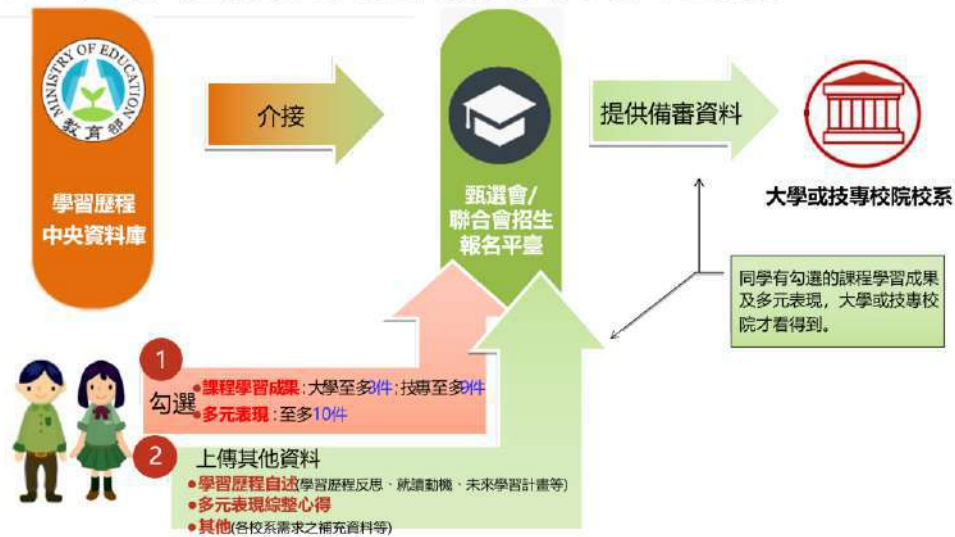 MINISTRY OF EDUCATION
教育部
學習歷程
中央資料庫
介接
甄選會/
聯合會招生
報名平臺
提供備審資料
大學或技專校院校系
同學有勾選的課程學習成果
及多元表現，大學或技專校
院才看得到。
1
勾選
•課程學習成果:大學至多3件;技專至多9件
•多元表現:至多10件
2
上傳其他資料
•學習歷程自述(學習歷程反思、就讀動機、未來學習計畫等)
•多元表現綜整心得
•其他(各校系需求之補充資料等)